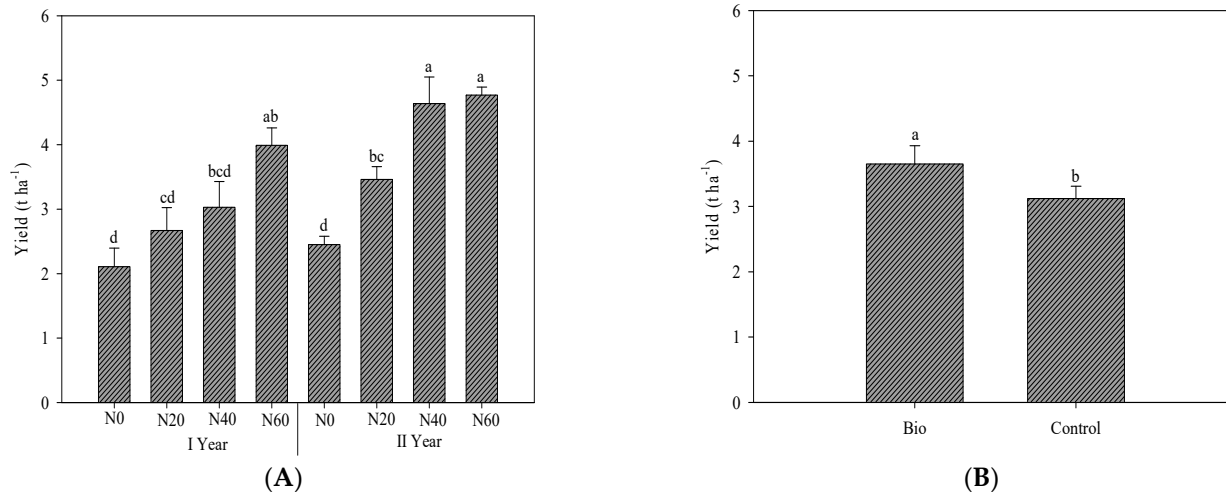 6
5
4
3
2
1
0
Yield (t ha⁻¹)
d
cd
bcd
ab
d
bc
a
a
N0 N20 N40 N60 N0 N20 N40 N60
I Year II Year
(A)
6
5
4
3
2
1
0
Yield (t ha⁻¹)
a
b
Bio Control
(B)